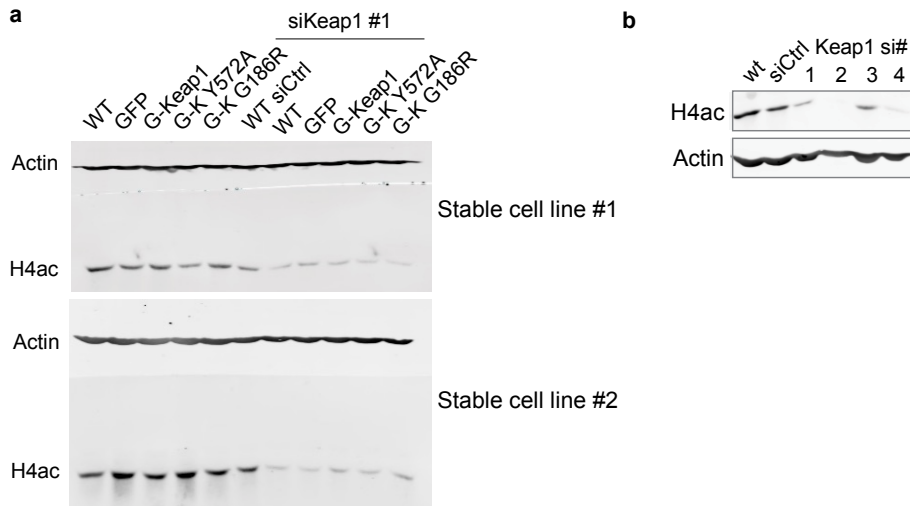 a
siKeap1 #1
WT
GFP
G-Keap1
G-K Y572A
G-K G186R
WT siCtrl
WT
GFP
G-Keap1
G-K Y572A
G-K G186R
Actin
Stable cell line #1
H4ac
Actin
Stable cell line #2
H4ac
b
wt
siCtrl
Keap1 si#
1 2 3 4
H4ac
Actin